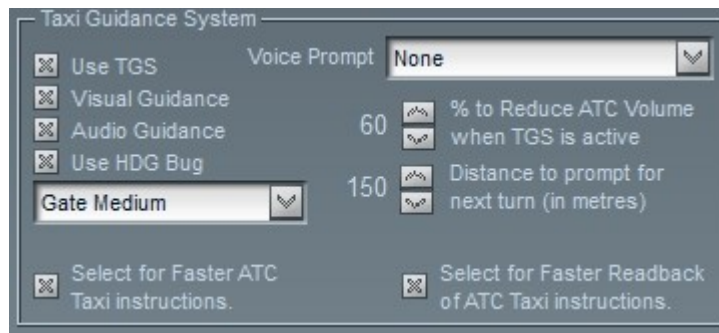 Taxi Guidance System
Use TGS
Voice Prompt
None
Visual Guidance
Audio Guidance
Use HDG Bug
Gate Medium
60
% to Reduce ATC Volume
when TGS is active
150
Distance to prompt for
next turn (in metres)
Select for Faster ATC
Taxi instructions.
Select for Faster Readback
of ATC Taxi instructions.